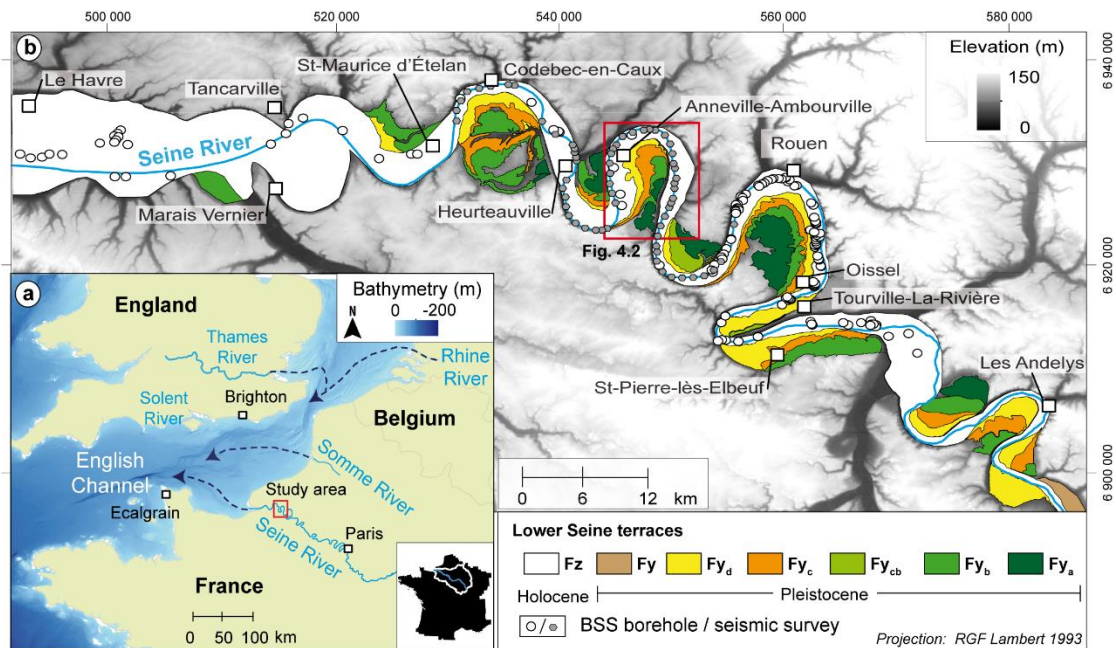 500 000
520 000
540 000
560 000
580 000
b
Le Havre
Tancarville
St-Maurice d'Ételan
Codebec-en-Caux
Anneville-Ambourville
Rouen
Elevation (m)
150
0
6 940 000
Seine River
Marais Vernier
Heurteauville
Fig. 4.2
Oissel
6 920 000
Tourville-La-Rivière
St-Pierre-lès-Elbeuf
Les Andelys
6 900 000
0 6 12
km
a
England
Bathymetry (m)
N
0 -200
Thames
River
Rhine
River
Solent
River
Brighton
Belgium
English
Channel
Somme River
Study area
Ecalgrain
Seine River
Paris
France
0 50 100
km
Lower Seine terraces
Fz Fy Fyd Fyc Fycb Fyb Fya
Holocene Pleistocene
BSS borehole / seismic survey
Projection: RGF Lambert 1993